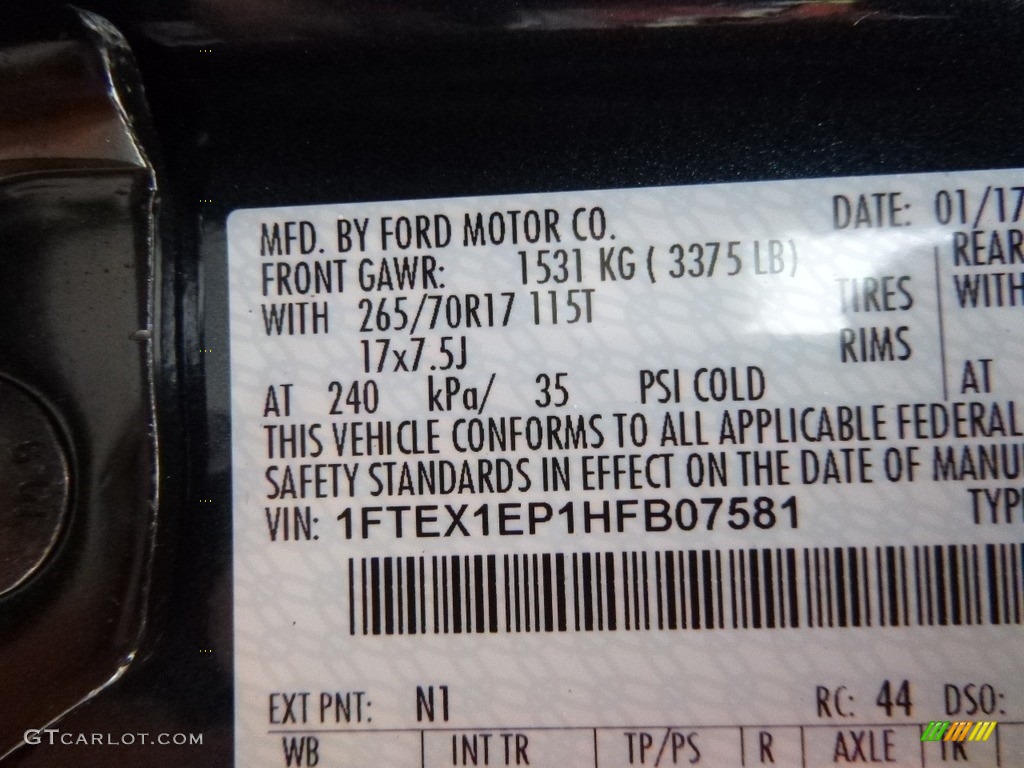 MFD. BY FORD MOTOR CO. DATE: 01/17
FRONT GAWR: 1531 KG ( 3375 LB) REAR
WITH 265/70R17 115T TIRES WITH
17x7.5J RIMS
AT 240 kPa/ 35 PSI COLD AT
THIS VEHICLE CONFORMS TO ALL APPLICABLE FEDERAL
SAFETY STANDARDS IN EFFECT ON THE DATE OF MANU
VIN: 1FTEX1EP1HFB07581 TYP
EXT PNT: N1 RC: 44 DSO:
WB INT TR TP/PS R AXLE TR
GTCARLOT.COM